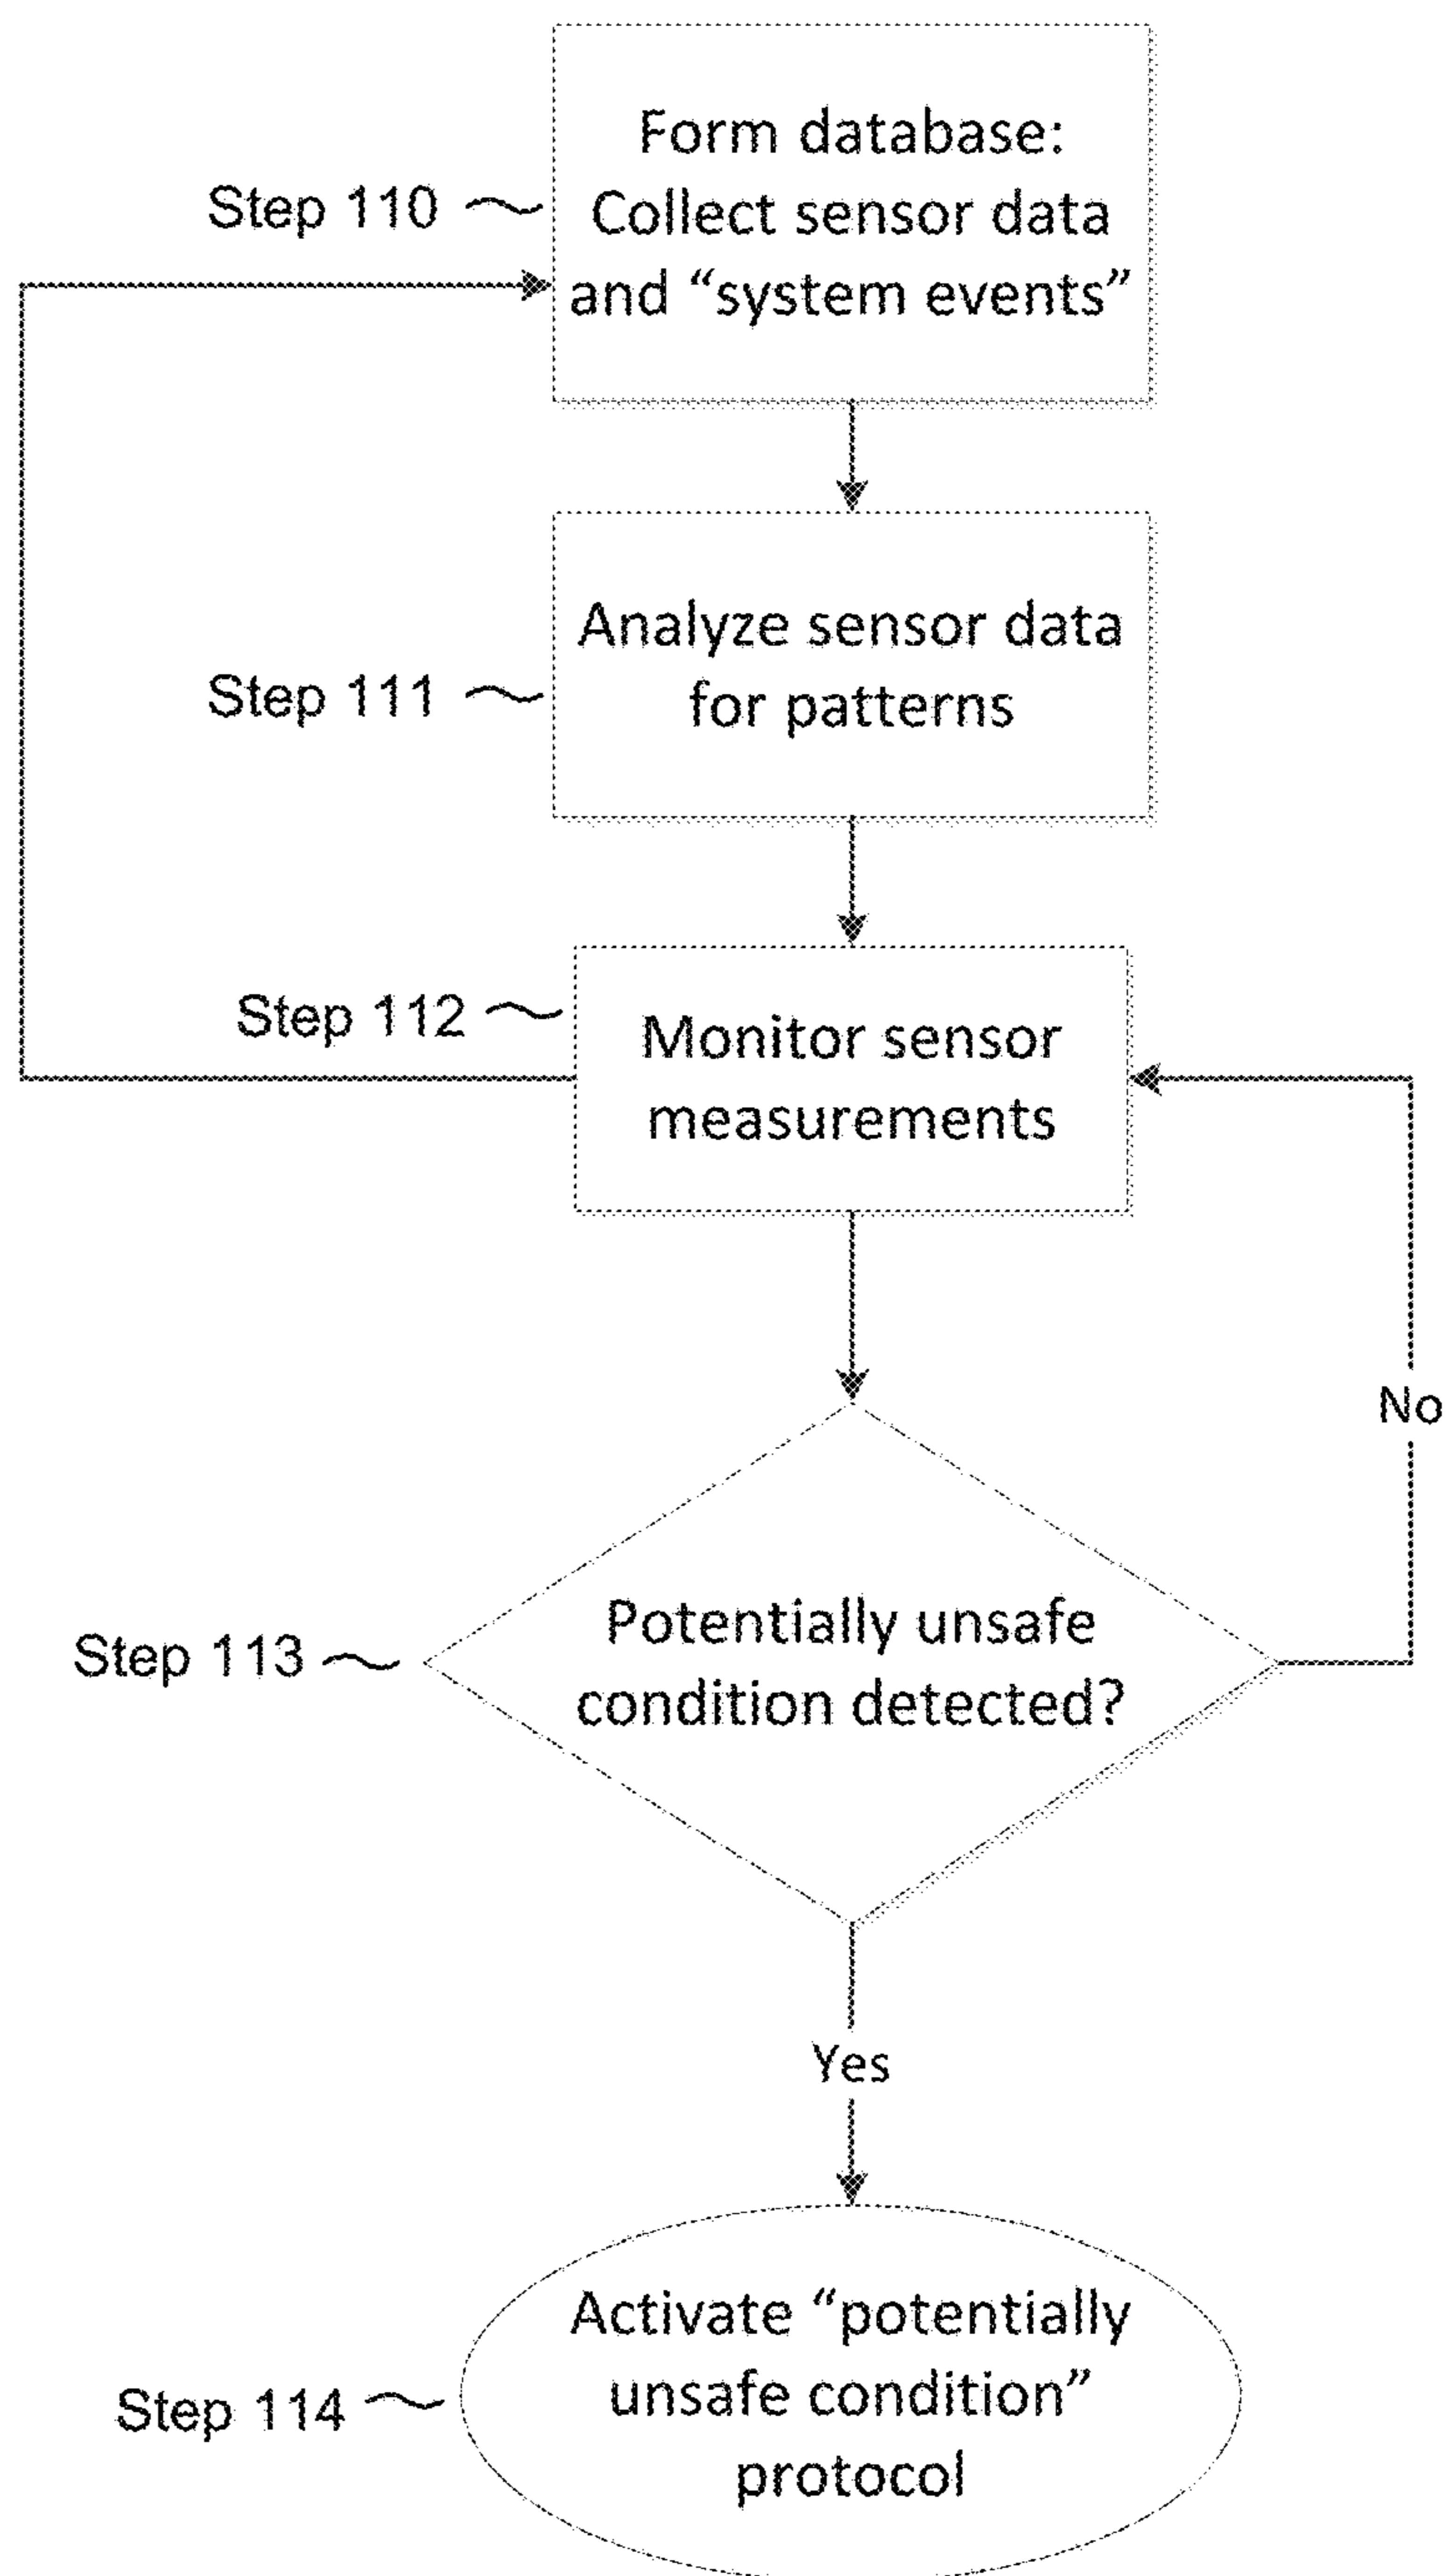 Form database:
Step 110
Collect sensor data
and “system events”
Analyze sensor data
Step 111
for patterns
Step 112
Monitor sensor
measurements
No
Potentially unsafe
Step 113
condition detected?
Yes
Activate “potentially
Step 114
unsafe condition”
protocol